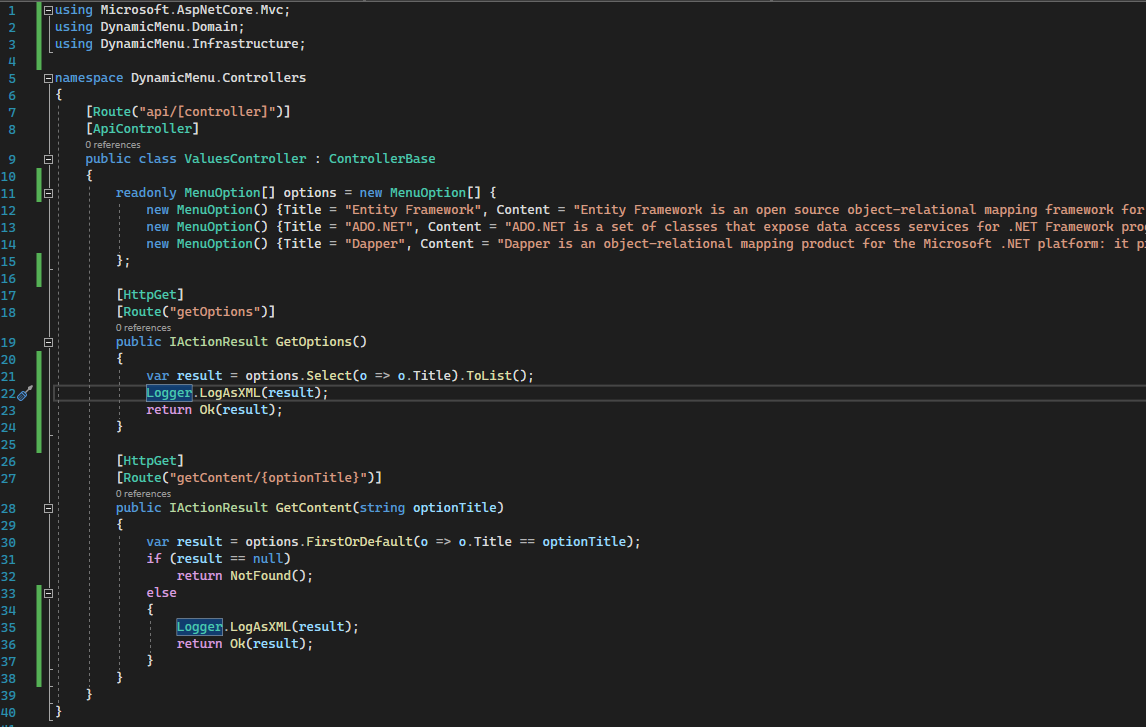 1 using Microsoft.AspNetCore.Mvc;
2 using DynamicMenu.Domain;
3 using DynamicMenu.Infrastructure;
4
5 namespace DynamicMenu.Controllers
6 {
7 [Route("api/[controller]")]
8 [ApiController]
0 references
9 public class ValuesController : ControllerBase
10 {
11 readonly MenuOption[] options = new MenuOption[] {
12 new MenuOption() {Title = "Entity Framework", Content = "Entity Framework is an open source object-relational mapping framework for
13 new MenuOption() {Title = "ADO.NET", Content = "ADO.NET is a set of classes that expose data access services for .NET Framework pro
14 new MenuOption() {Title = "Dapper", Content = "Dapper is an object-relational mapping product for the Microsoft .NET platform: it p
15 };
16
17 [HttpGet]
18 [Route("getOptions")]
0 references
19 public IActionResult GetOptions()
20 {
21 var result = options.Select(o => o.Title).ToList();
22 Logger.LogAsXML(result);
23 return Ok(result);
24 }
25
26 [HttpGet]
27 [Route("getContent/{optionTitle}")]
0 references
28 public IActionResult GetContent(string optionTitle)
29 {
30 var result = options.FirstOrDefault(o => o.Title == optionTitle);
31 if (result == null)
32 return NotFound();
33 else
34 {
35 Logger.LogAsXML(result);
36 return Ok(result);
37 }
38 }
39 }
40 }